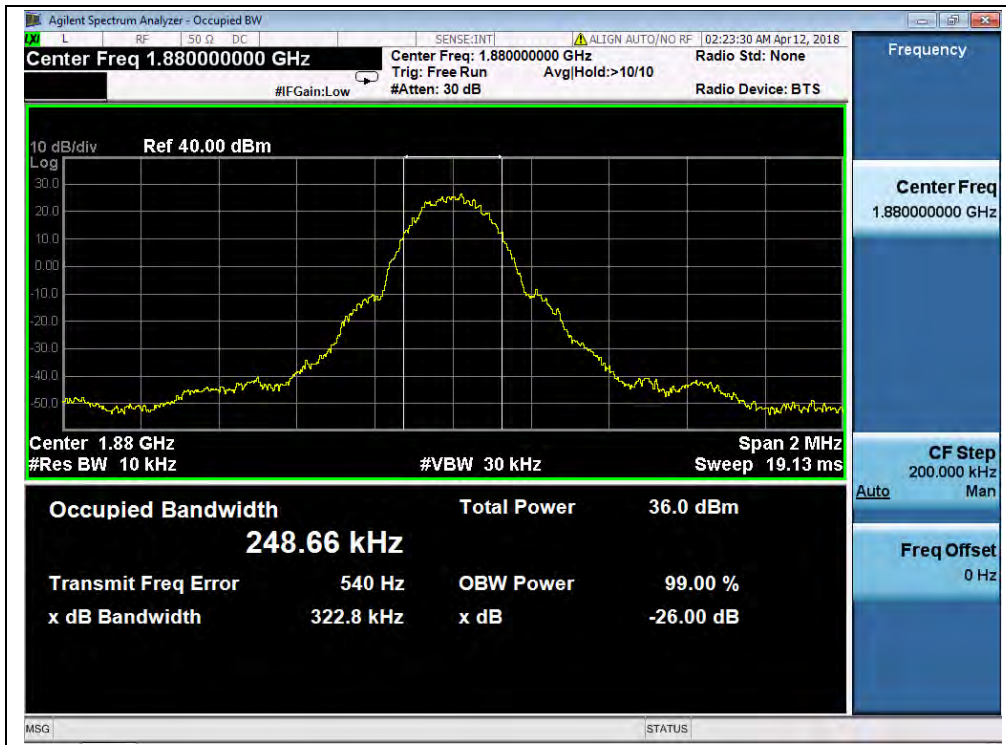 Agilent Spectrum Analyzer - Occupied BW
LXI L RF 50 Ω DC SENSE:INT ALIGN AUTO/NO RF 02:23:30 AM Apr 12, 2018
Center Freq 1.880000000 GHz
Center Freq: 1.880000000 GHz Radio Std: None
Trig: Free Run Avg|Hold:>10/10
#IFGain:Low #Atten: 30 dB Radio Device: BTS
10 dB/div Ref 40.00 dBm
Log
30.0
20.0
10.0
0.00
-10.0
-20.0
-30.0
-40.0
-50.0
Center 1.88 GHz Span 2 MHz
#Res BW 10 kHz #VBW 30 kHz Sweep 19.13 ms
Occupied Bandwidth Total Power 36.0 dBm
248.66 kHz
Transmit Freq Error 540 Hz OBW Power 99.00 %
x dB Bandwidth 322.8 kHz x dB -26.00 dB
Frequency
Center Freq
1.880000000 GHz
CF Step
200.000 kHz
Auto Man
Freq Offset
0 Hz
MSG STATUS